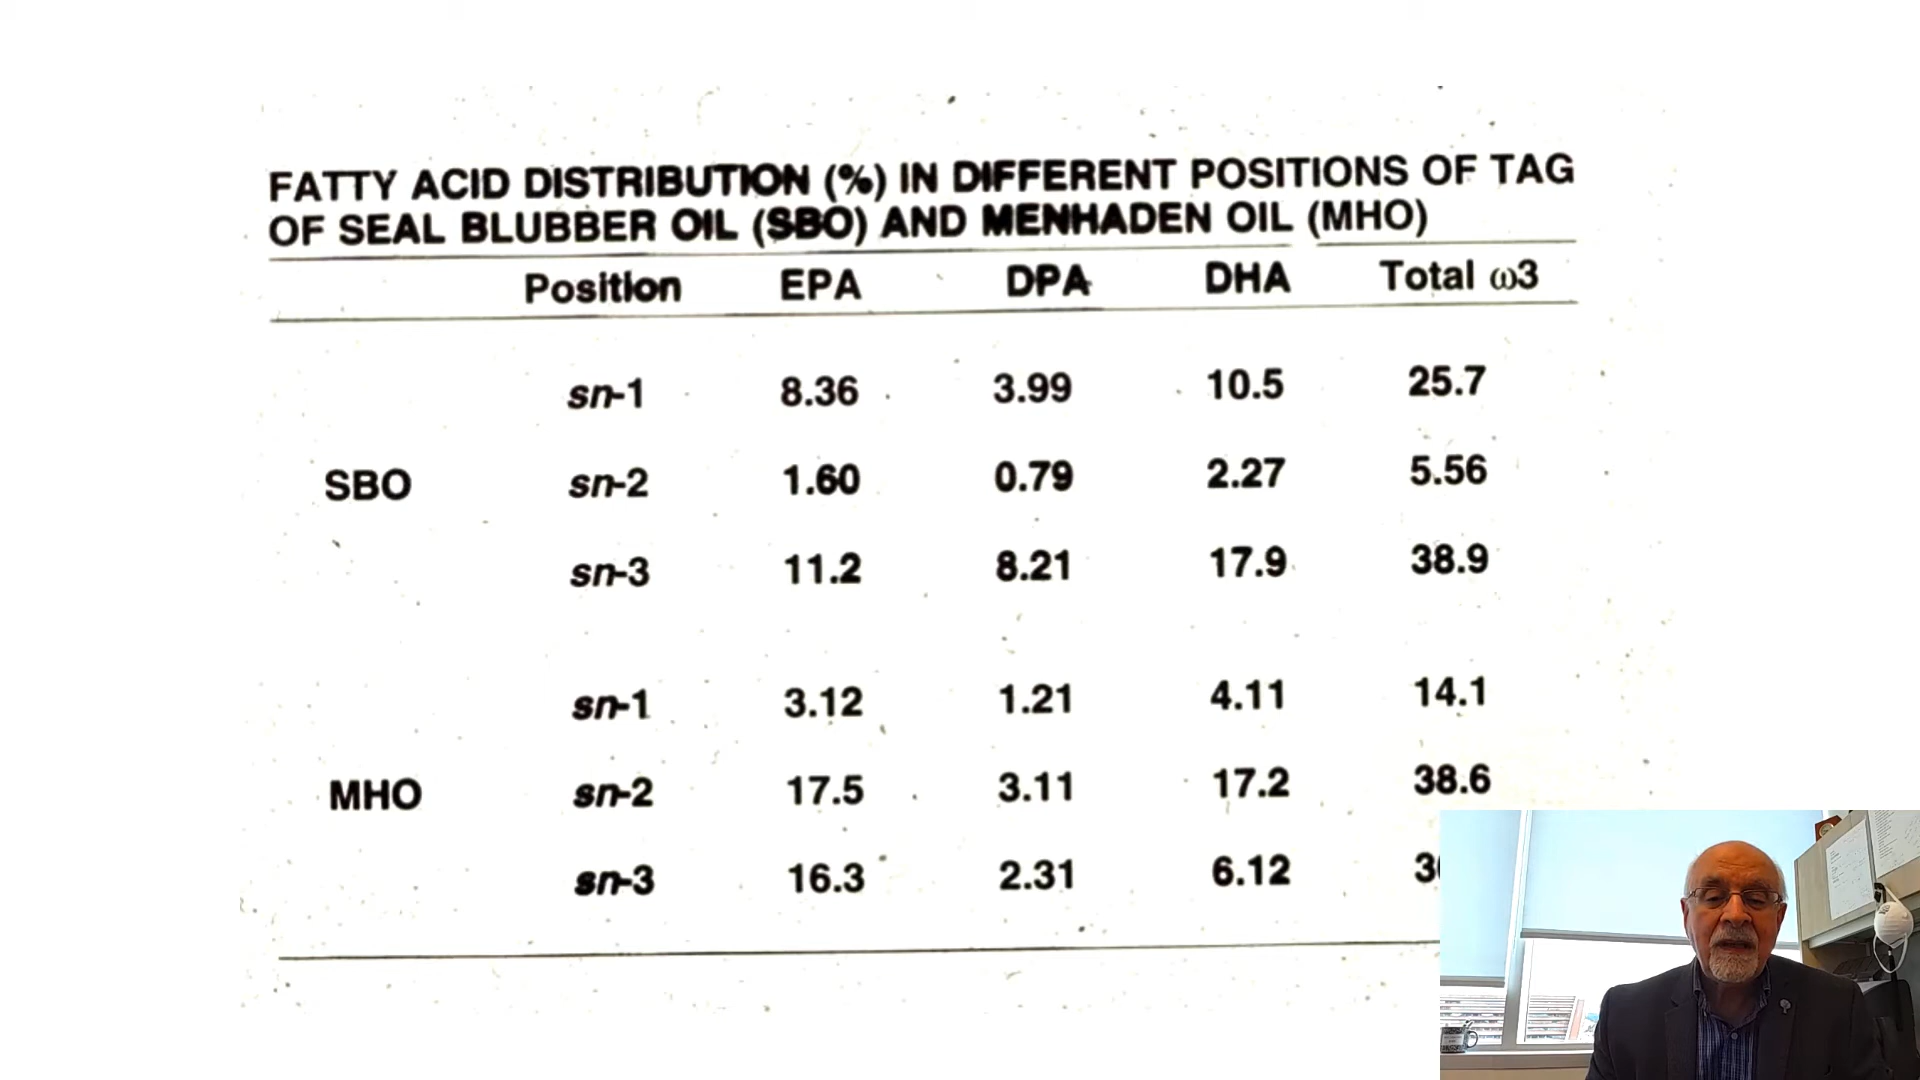 FATTY ACID DISTRIBUTION (%) IN DIFFERENT POSITIONS OF TAG
OF SEAL BLUBBER OIL (SBO) AND MENHADEN OIL (MHO)
Position EPA DPA DHA Total ω3
sn-1 8.36 3.99 10.5 25.7
SBO sn-2 1.60 0.79 2.27 5.56
sn-3 11.2 8.21 17.9 38.9
sn-1 3.12 1.21 4.11 14.1
MHO sn-2 17.5 3.11 17.2 38.6
sn-3 16.3 2.31 6.12